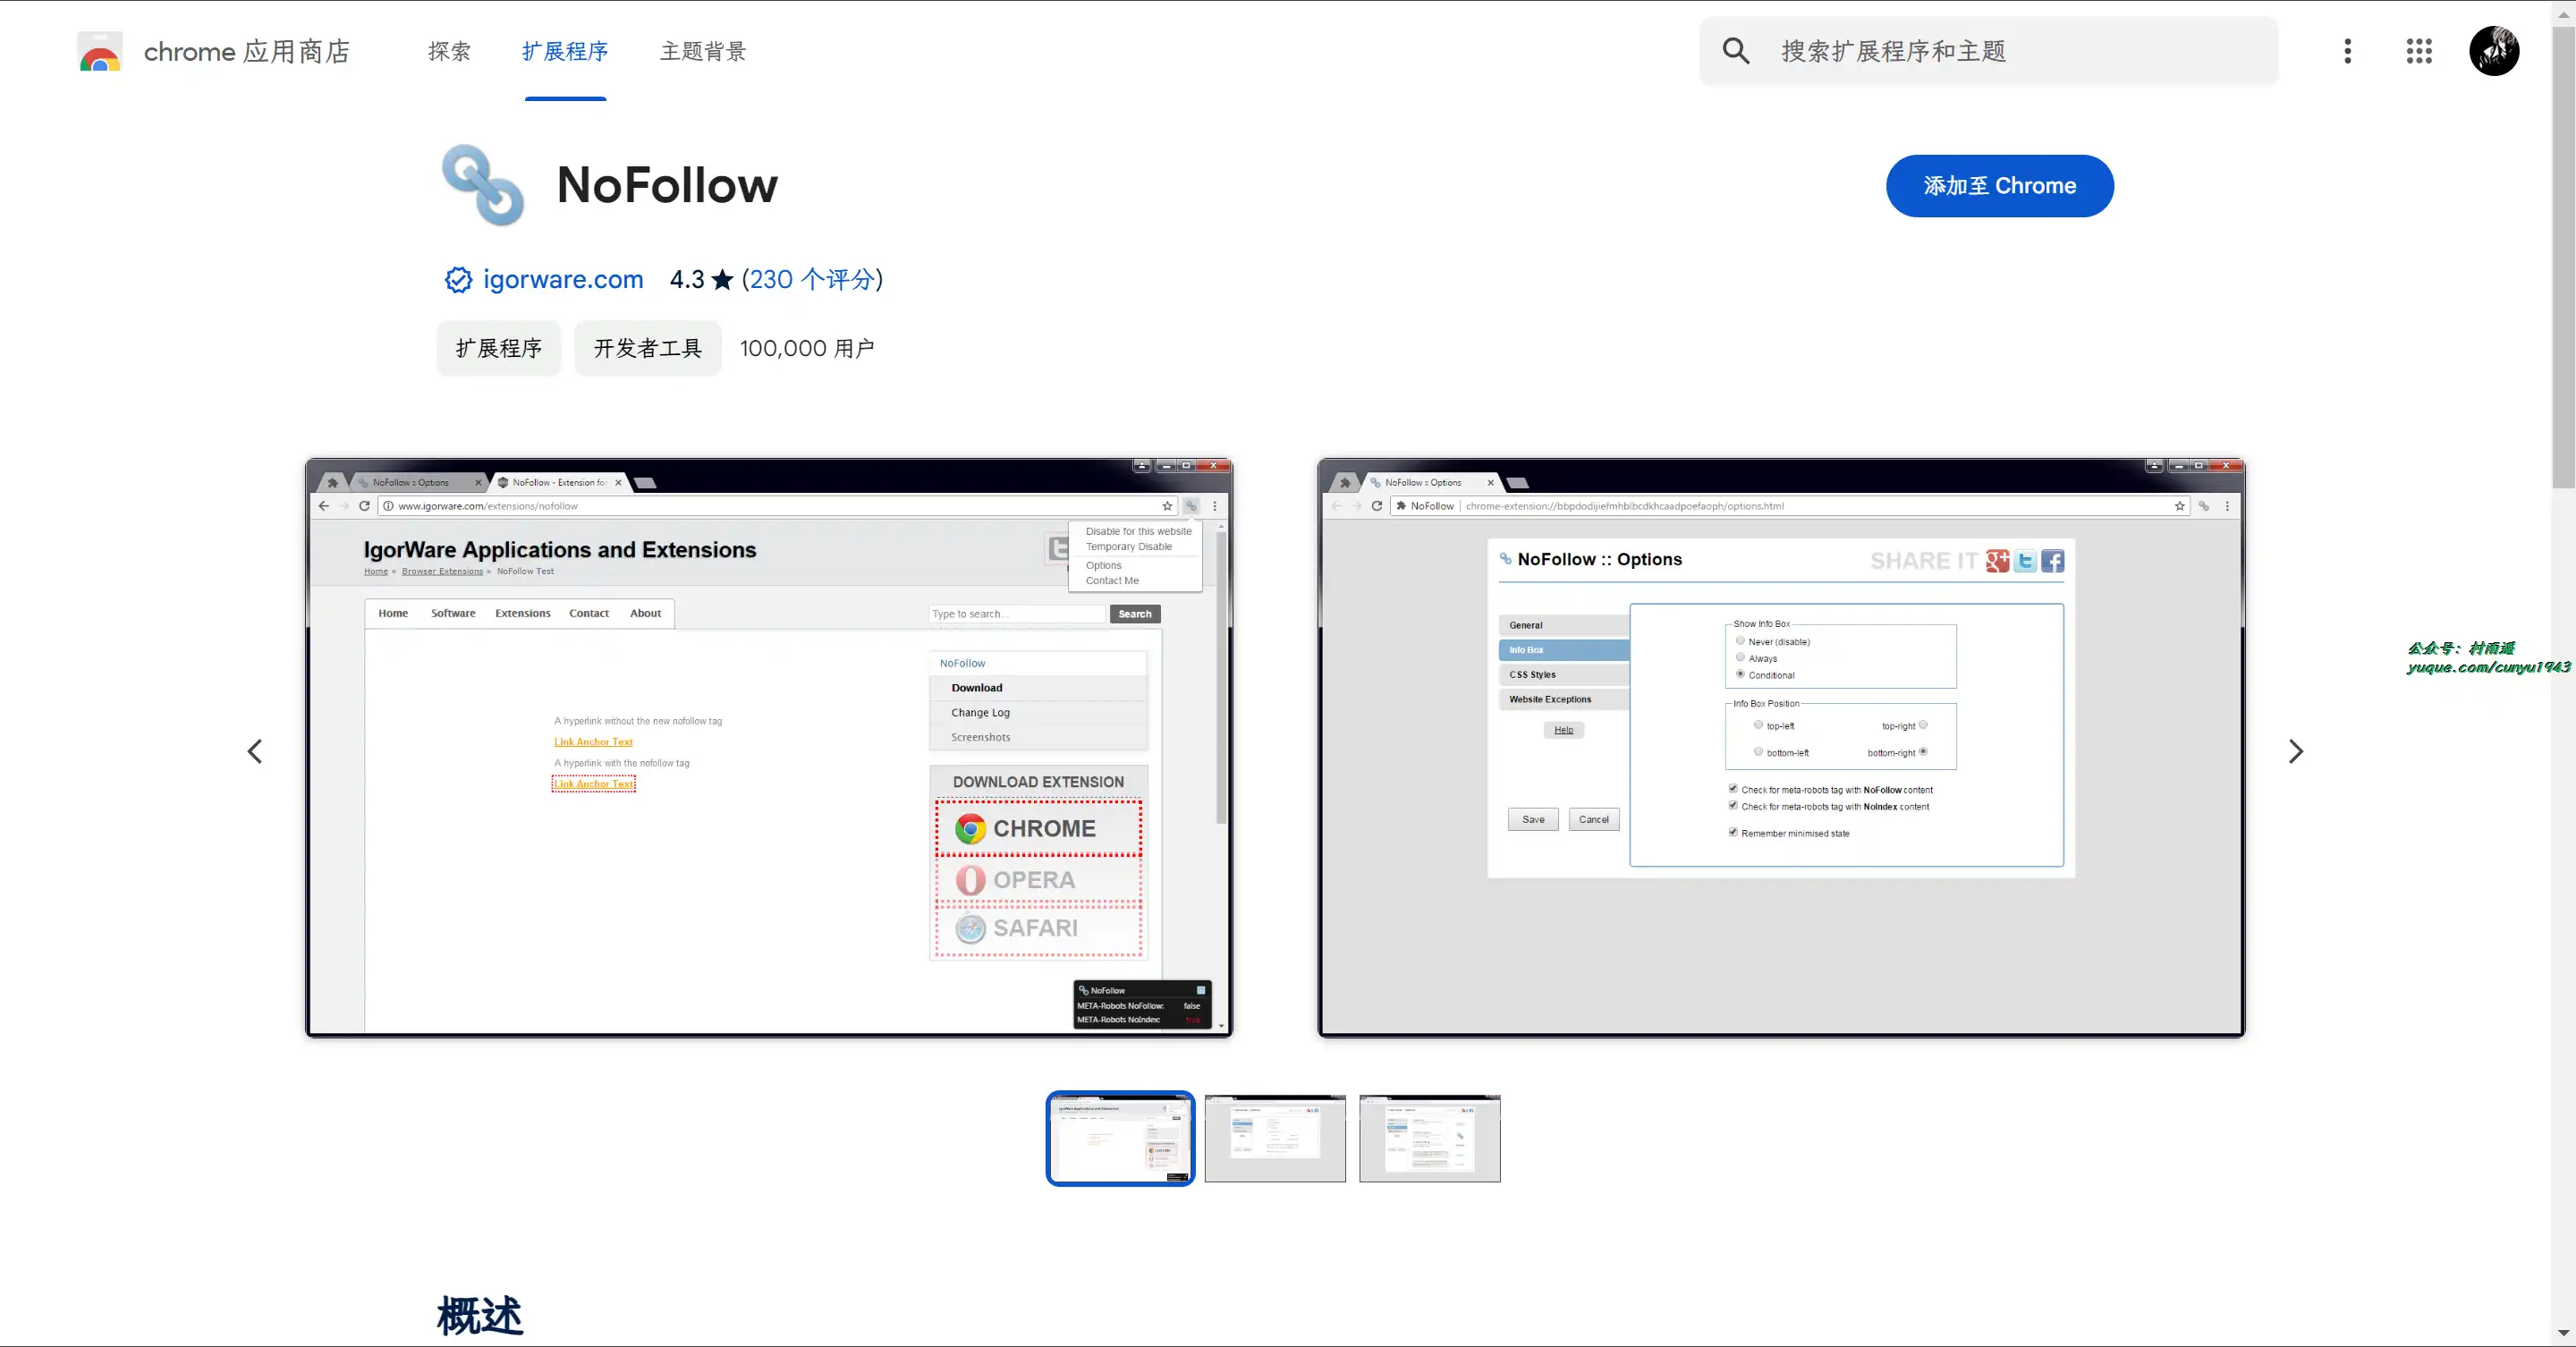 chrome 应用商店
探索
扩展程序
主题背景
搜索扩展程序和主题
NoFollow
添加至 Chrome
igorware.com 4.3 ★ (230 个评分)
扩展程序
开发者工具
100,000 用户
NoFollow :: Options
NoFollow - Extension fo
www.igorware.com/extensions/nofollow
Disable for this website
Temporary Disable
Options
Contact Me
IgorWare Applications and Extensions
Home » Browser Extensions » NoFollow Test
Home
Software
Extensions
Contact
About
Type to search...
Search
NoFollow
Download
Change Log
Screenshots
A hyperlink without the new nofollow tag
Link Anchor Text
A hyperlink with the nofollow tag
Link Anchor Text
DOWNLOAD EXTENSION
CHROME
OPERA
SAFARI
NoFollow
META-Robots NoFollow: false
META-Robots NoIndex: true
NoFollow :: Options
NoFollow | chrome-extension://bbpdodijiefmhblbcdkhcaadpoefaoph/options.html
NoFollow :: Options
SHARE IT
General
Info Box
CSS Styles
Website Exceptions
Help
Save
Cancel
Show Info Box
Never (disable)
Always
Conditional
Info Box Position
top-left
top-right
bottom-left
bottom-right
Check for meta-robots tag with NoFollow content
Check for meta-robots tag with NoIndex content
Remember minimised state
公众号：村雨遥
yuque.com/cunyu1943
概述